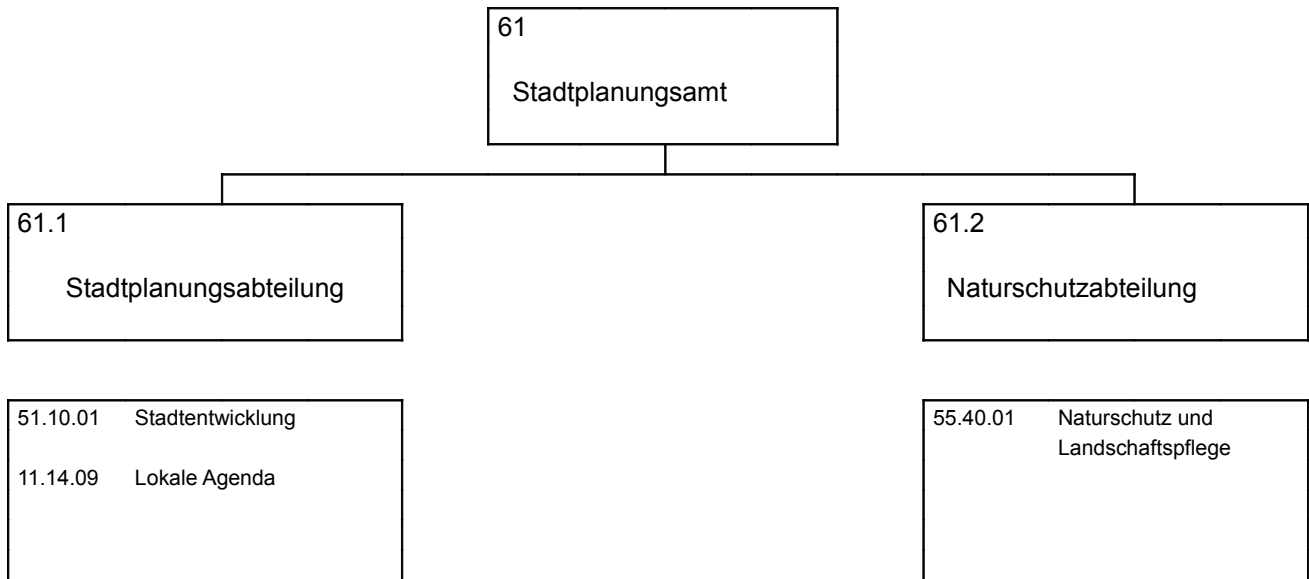 61
Stadtplanungsamt
61.1
Stadtplanungsabteilung
61.2
Naturschutzabteilung
51.10.01 Stadtentwicklung
11.14.09 Lokale Agenda
55.40.01 Naturschutz und
Landschaftspflege